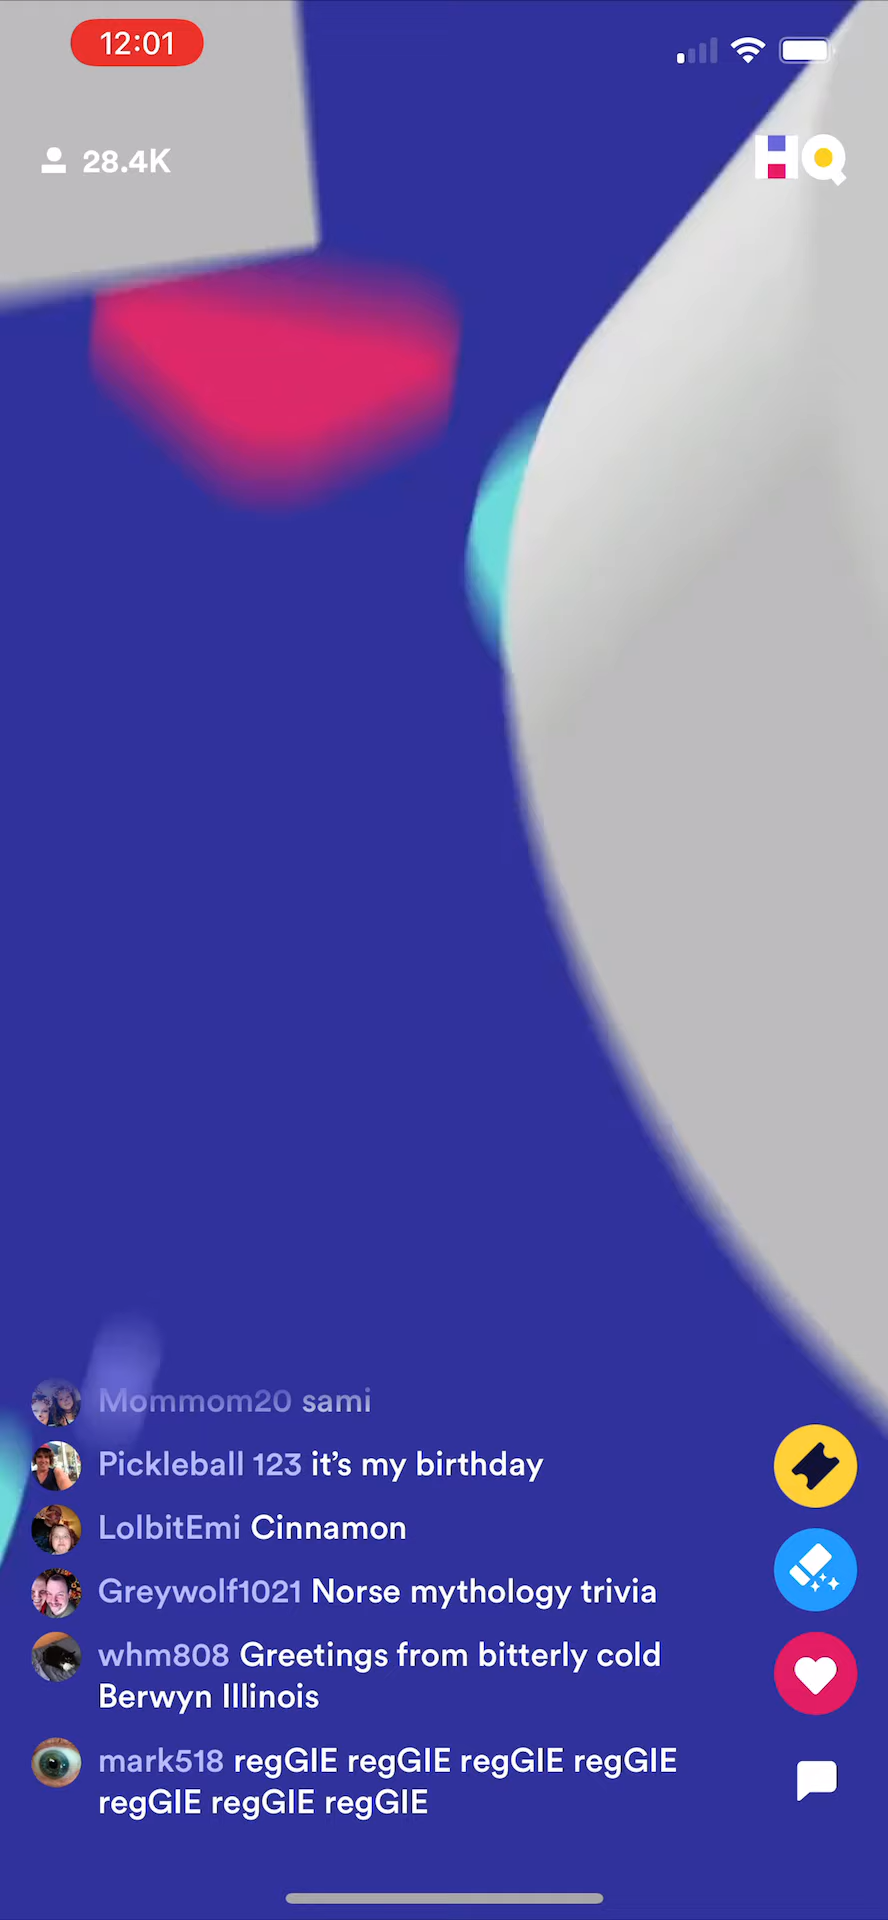 12:01
28.4K
HQ
Mommom20 sami
Pickleball 123 it's my birthday
LolbitEmi Cinnamon
Greywolf1021 Norse mythology trivia
whm808 Greetings from bitterly cold
Berwyn Illinois
mark518 regGIE regGIE regGIE regGIE
regGIE regGIE regGIE